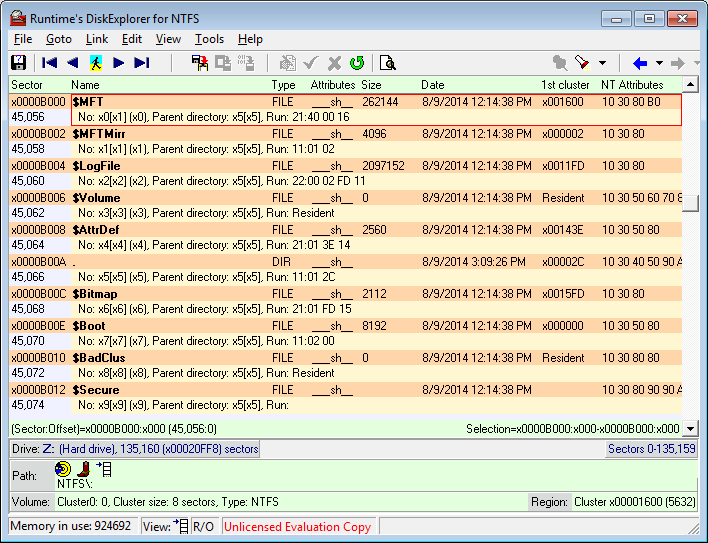 Runtime's DiskExplorer for NTFS
File Goto Link Edit View Tools Help
Sector Name Type Attributes Size Date 1st cluster NT Attributes
x0000B000 $MFT FILE ___sh__ 262144 8/9/2014 12:14:38 PM x001600 10 30 80 B0
45,056 No: x0[x1] (x0), Parent directory: x5[x5], Run: 21:40 00 16
x0000B002 $MFTMirr FILE ___sh__ 4096 8/9/2014 12:14:38 PM x000002 10 30 80
45,058 No: x1[x1] (x1), Parent directory: x5[x5], Run: 11:01 02
x0000B004 $LogFile FILE ___sh__ 2097152 8/9/2014 12:14:38 PM x0011FD 10 30 80
45,060 No: x2[x2] (x2), Parent directory: x5[x5], Run: 22:00 02 FD 11
x0000B006 $Volume FILE ___sh__ 0 8/9/2014 12:14:38 PM Resident 10 30 50 60 70 8
45,062 No: x3[x3] (x3), Parent directory: x5[x5], Run: Resident
x0000B008 $AttrDef FILE ___sh__ 2560 8/9/2014 12:14:38 PM x00143E 10 30 50 80
45,064 No: x4[x4] (x4), Parent directory: x5[x5], Run: 21:01 3E 14
x0000B00A . DIR ___sh__ 8/9/2014 3:09:26 PM x00002C 10 30 40 50 90 A
45,066 No: x5[x5] (x5), Parent directory: x5[x5], Run: 11:01 2C
x0000B00C $Bitmap FILE ___sh__ 2112 8/9/2014 12:14:38 PM x0015FD 10 30 80
45,068 No: x6[x6] (x6), Parent directory: x5[x5], Run: 21:01 FD 15
x0000B00E $Boot FILE ___sh__ 8192 8/9/2014 12:14:38 PM x000000 10 30 50 80
45,070 No: x7[x7] (x7), Parent directory: x5[x5], Run: 11:02 00
x0000B010 $BadClus FILE ___sh__ 0 8/9/2014 12:14:38 PM Resident 10 30 80 80
45,072 No: x8[x8] (x8), Parent directory: x5[x5], Run: Resident
x0000B012 $Secure FILE ___sh__ 8/9/2014 12:14:38 PM 10 30 80 90 90 A
45,074 No: x9[x9] (x9), Parent directory: x5[x5], Run:
(Sector:Offset)=x0000B000:x000 (45,056:0) Selection=x0000B000:x000-x0000B000:x000
Drive: Z: (Hard drive), 135,160 (x00020FF8) sectors Sectors 0-135,159
Path:
NTFS\:
Volume: Cluster0: 0, Cluster size: 8 sectors, Type: NTFS Region: Cluster x00001600 (5632)
Memory in use: 924692 View: R/O Unlicensed Evaluation Copy